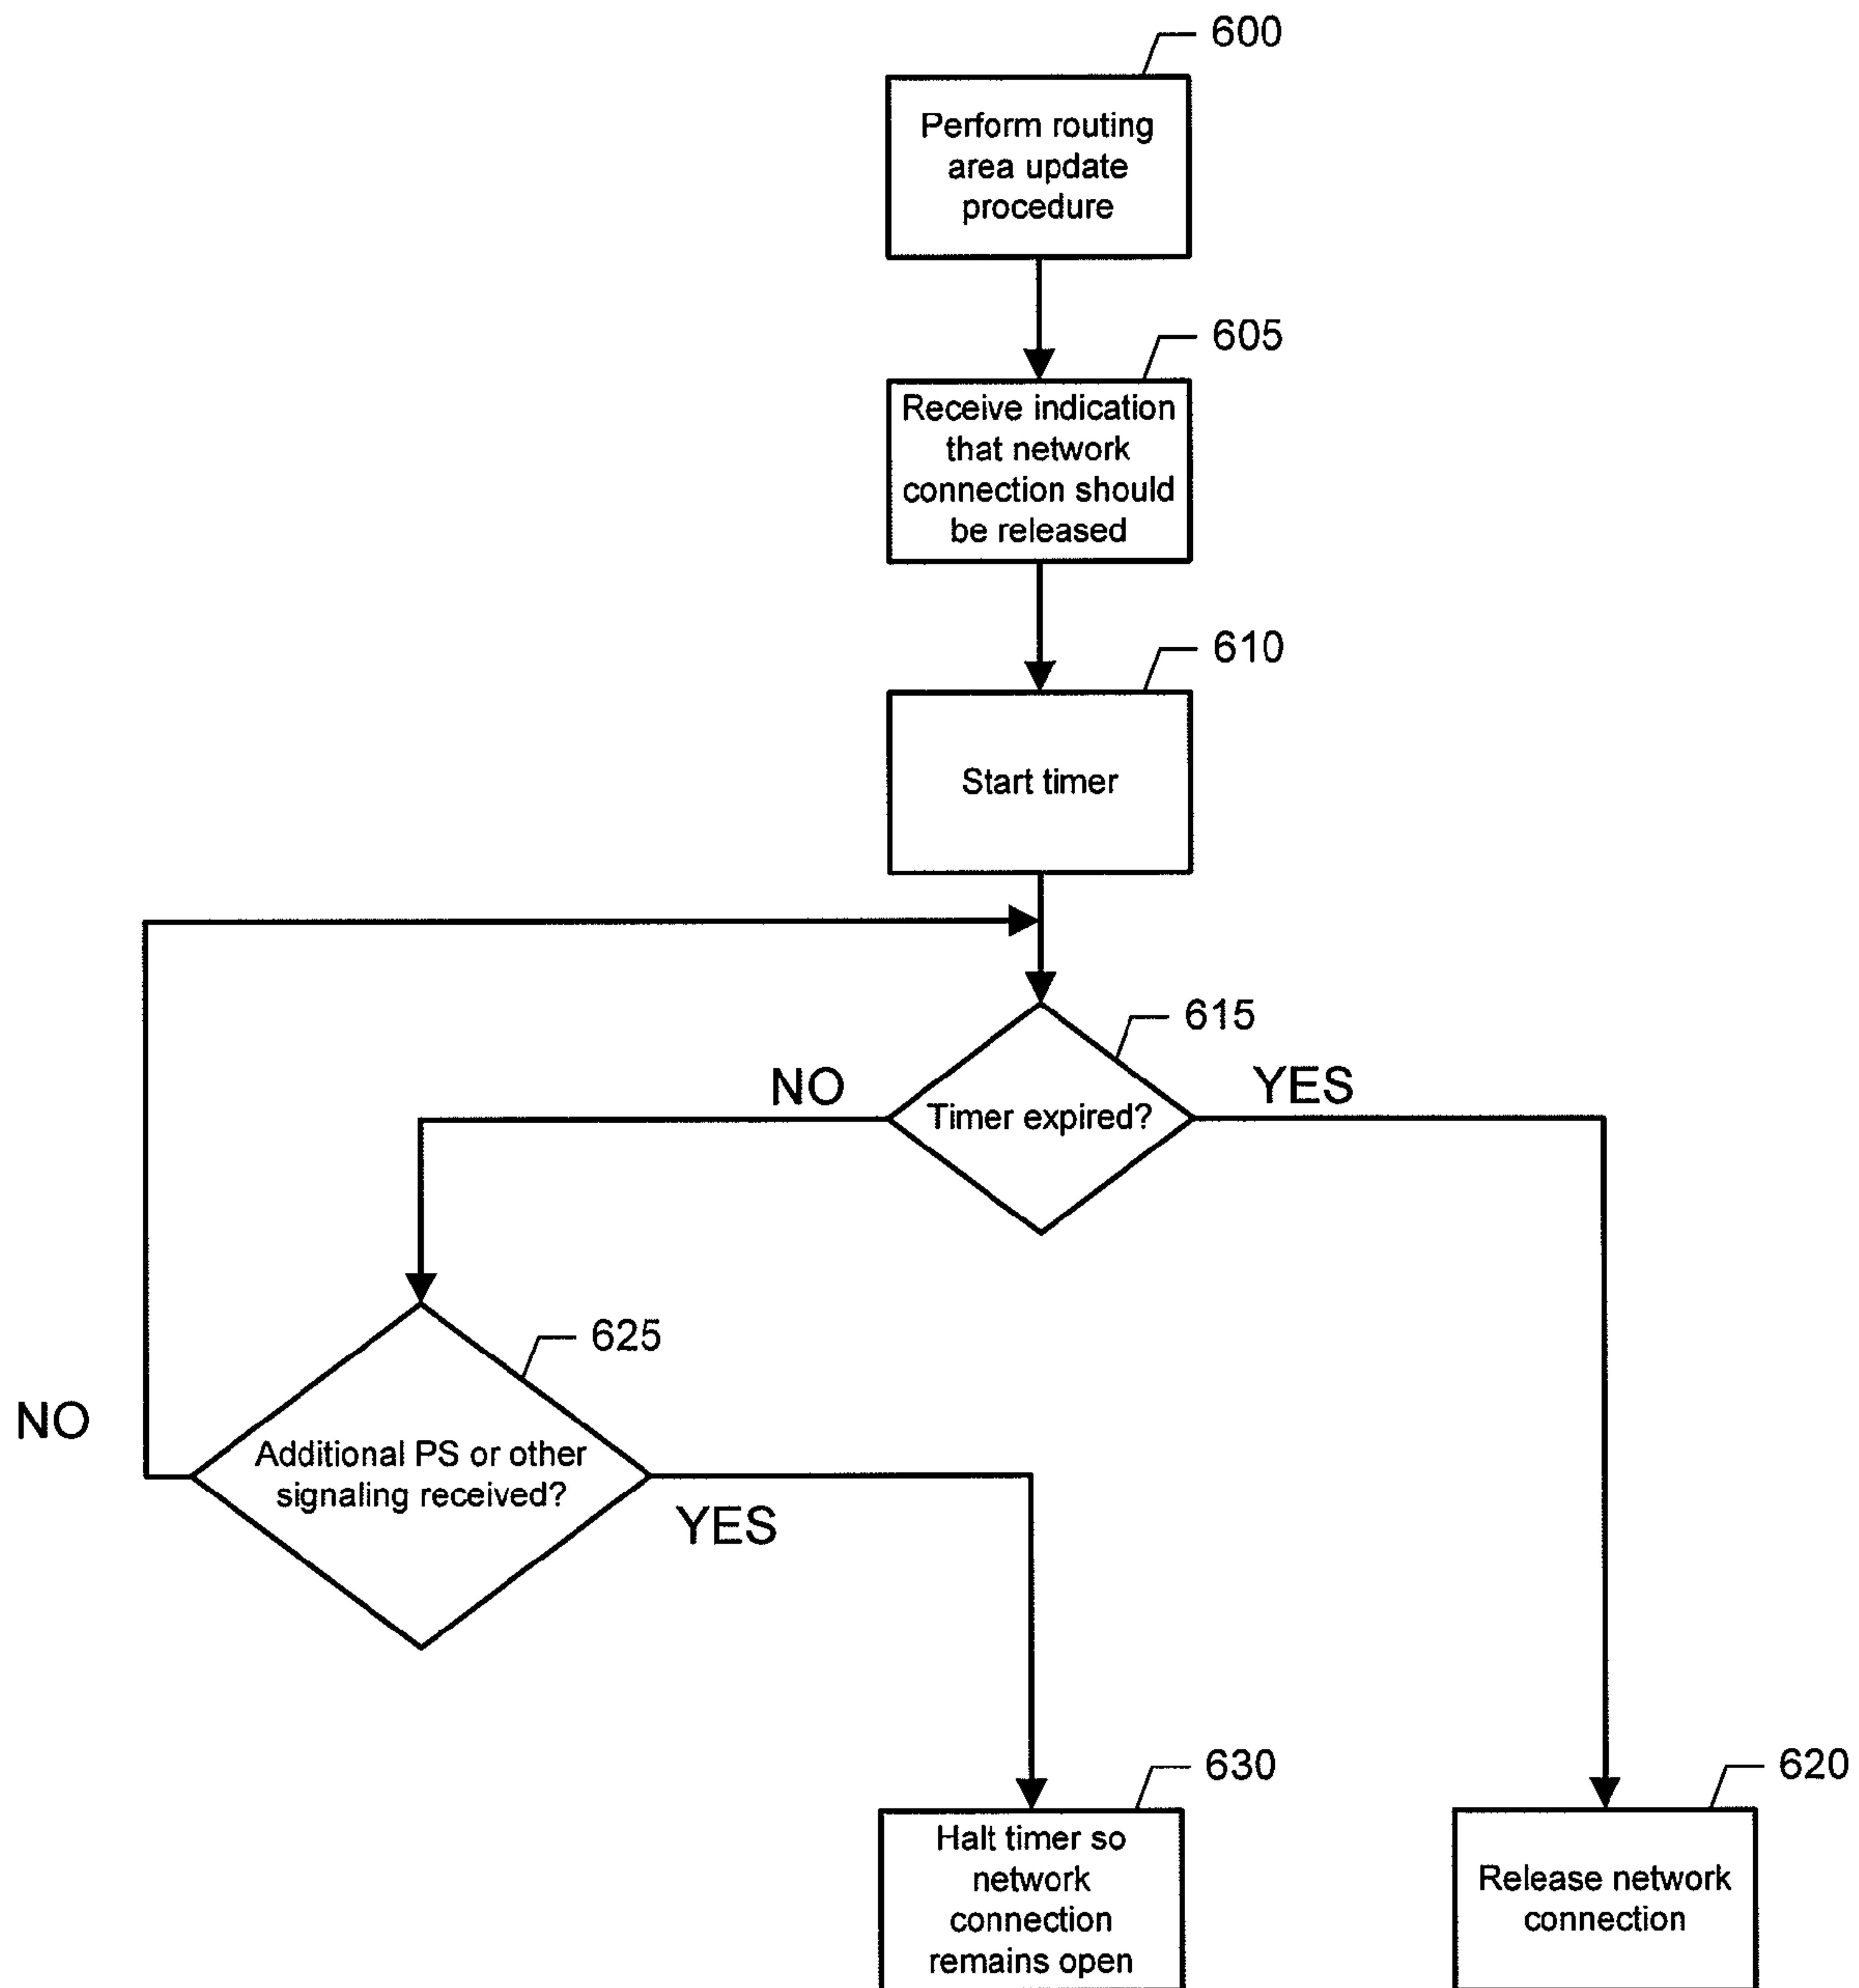 600
Perform routing
area update
procedure
605
Receive indication
that network
connection should
be released
610
Start timer
615
NO
YES
Timer expired?
625
NO
Additional PS or other
signaling received?
YES
630
620
Halt timer so
network
connection
remains open
Release network
connection